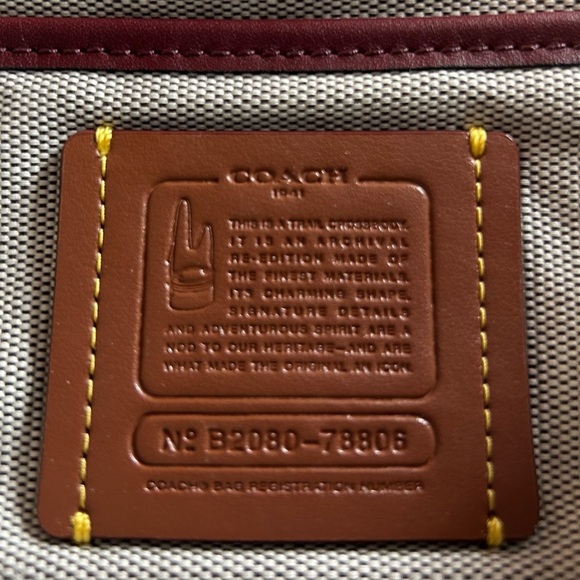 COACH
1941
THIS IS A TRAIL CROSSBODY.
IT IS AN ARCHIVAL
RE-EDITION MADE OF
THE FINEST MATERIALS.
ITS CHARMING SHAPE,
SIGNATURE DETAILS
AND ADVENTUROUS SPIRIT ARE A
NOD TO OUR HERITAGE—AND ARE
WHAT MADE THE ORIGINAL AN ICON.
Nº B2080-78806
COACH® BAG REGISTRATION NUMBER